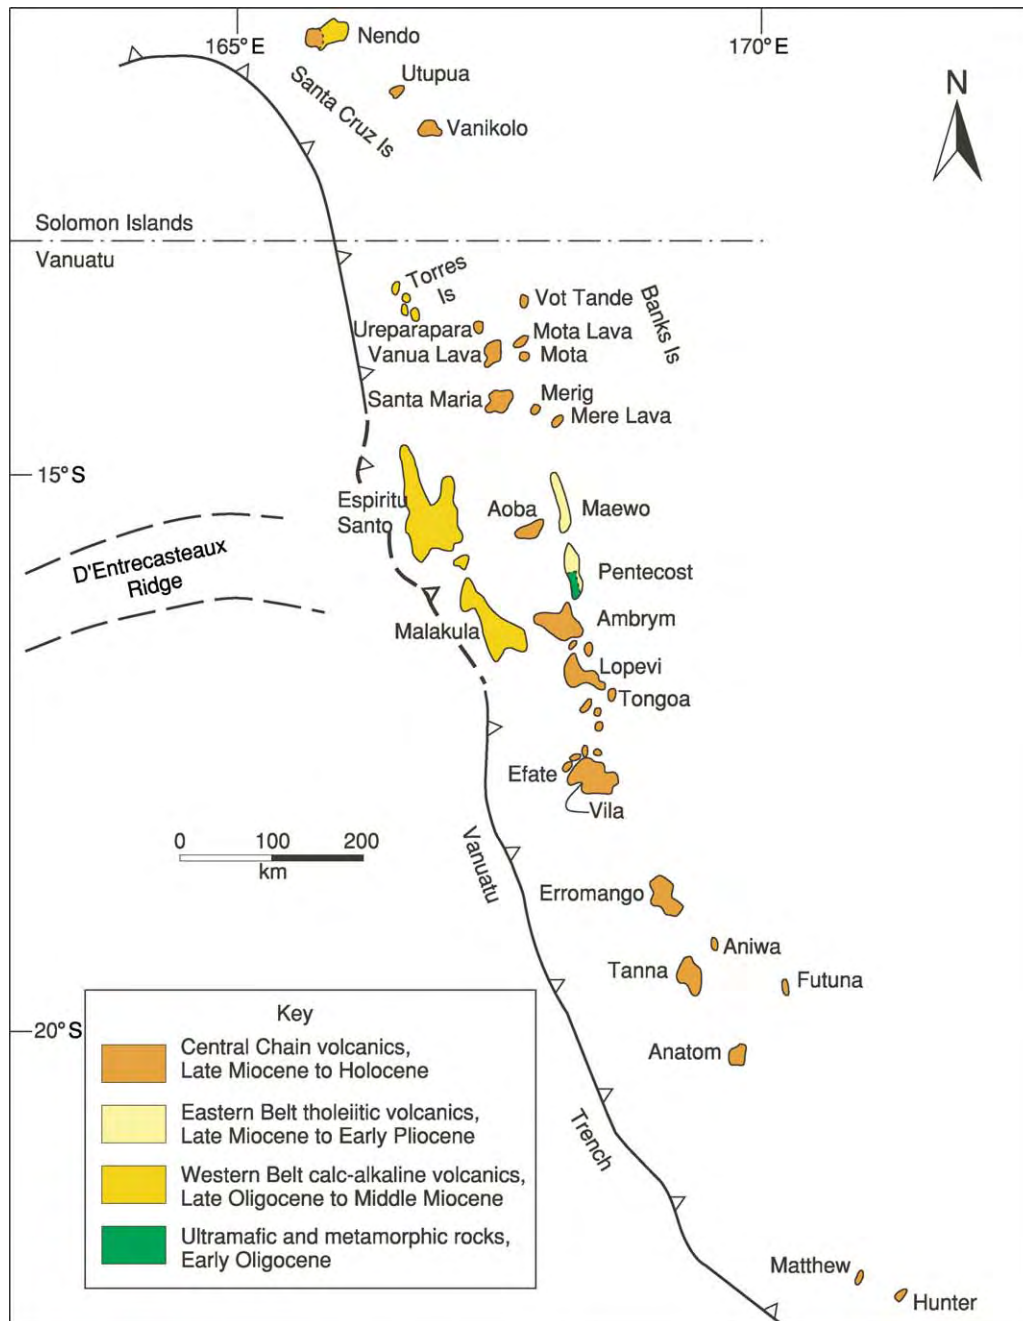 165°E
170°E
Nendo
Utupua
Santa Cruz Is
Vanikolo
N
Solomon Islands
Vanuatu
Torres
Is
Vot Tande
Banks Is
Ureparapara
Mota Lava
Vanua Lava
Mota
Santa Maria
Merig
Mere Lava
15°S
Espiritu
Santo
Aoba
Maewo
D'Entrecasteaux
Ridge
Pentecost
Ambrym
Malakula
Lopevi
Tongoa
Efate
Vila
0 100 200
km
Vanuatu
Trench
Erromango
Aniwa
Tanna
Futuna
20°S
Anatom
Key
Central Chain volcanics,
Late Miocene to Holocene
Eastern Belt tholeiitic volcanics,
Late Miocene to Early Pliocene
Western Belt calc-alkaline volcanics,
Late Oligocene to Middle Miocene
Ultramafic and metamorphic rocks,
Early Oligocene
Matthew
Hunter